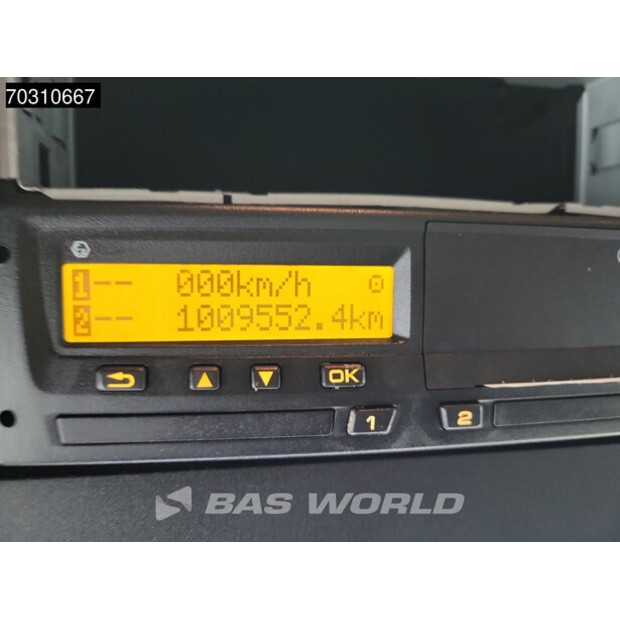 70310667
1 -- 000km/h
2 -- 1009552.4km
OK
1 2
BAS WORLD